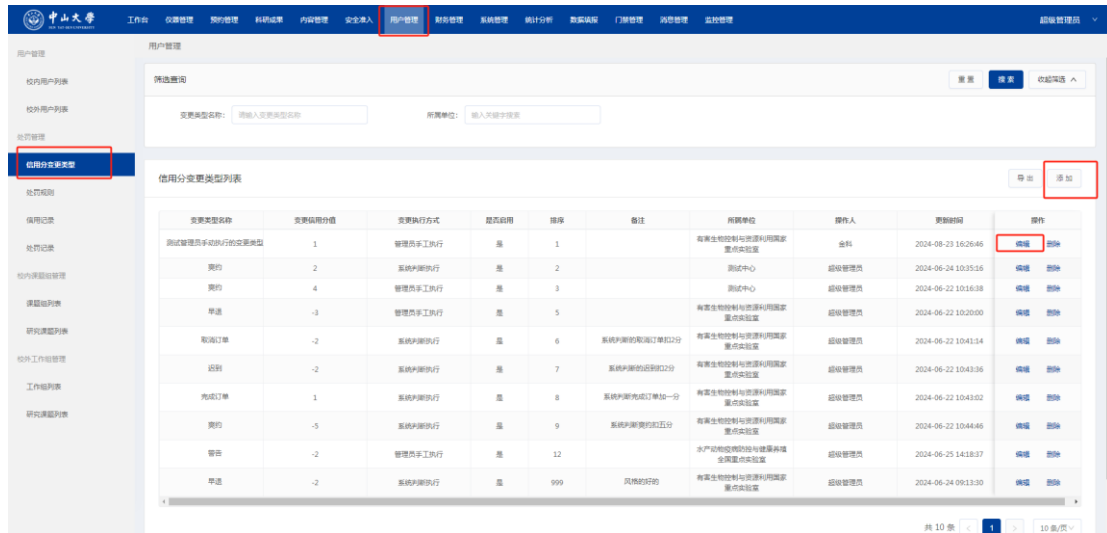 中山大學
工作台 仪器管理 预约管理 科研成果 内容管理 安全准入 用户管理 财务管理 系统管理 统计分析 数据填报 门禁管理 消息管理 监控管理 超级管理员
用户管理
校内用户列表
校外用户列表
处罚管理
信用分变更类型
处罚规则
信用记录
处罚记录
校内课题组管理
课题组列表
研究课题列表
校外工作组管理
工作组列表
研究课题列表
用户管理
筛选查询 重置 搜索 收起筛选
变更类型名称: 请输入变更类型名称 所属单位: 输入关键字搜索
信用分变更类型列表 导出 添加
变更类型名称 变更信用分值 变更执行方式 是否启用 排序 备注 所属单位 操作人 更新时间 操作
测试管理员手动执行的变更类型 1 管理员手工执行 是 1 有害生物控制与资源利用国家重点实验室 金科 2024-08-23 16:26:46 编辑 删除
爽约 2 系统判断执行 是 2 测试中心 超级管理员 2024-06-24 10:35:16 编辑 删除
爽约 4 管理员手工执行 是 3 测试中心 超级管理员 2024-06-22 10:16:38 编辑 删除
早退 -3 管理员手工执行 是 5 有害生物控制与资源利用国家重点实验室 超级管理员 2024-06-22 10:20:00 编辑 删除
取消订单 -2 系统判断执行 是 6 系统判断的取消订单扣2分 有害生物控制与资源利用国家重点实验室 超级管理员 2024-06-22 10:41:14 编辑 删除
迟到 -2 系统判断执行 是 7 系统判断的迟到扣2分 有害生物控制与资源利用国家重点实验室 超级管理员 2024-06-22 10:43:36 编辑 删除
完成订单 1 系统判断执行 是 8 系统判断完成订单加一分 有害生物控制与资源利用国家重点实验室 超级管理员 2024-06-22 10:43:02 编辑 删除
爽约 -5 系统判断执行 是 9 系统判断爽约扣五分 有害生物控制与资源利用国家重点实验室 超级管理员 2024-06-22 10:44:46 编辑 删除
警告 -2 管理员手工执行 是 12 水产动物疫病防控与健康养殖全国重点实验室 超级管理员 2024-06-25 14:18:37 编辑 删除
早退 -2 系统判断执行 是 999 风格的好的 有害生物控制与资源利用国家重点实验室 超级管理员 2024-06-24 09:13:30 编辑 删除
共 10 条 < 1 > 10 条/页